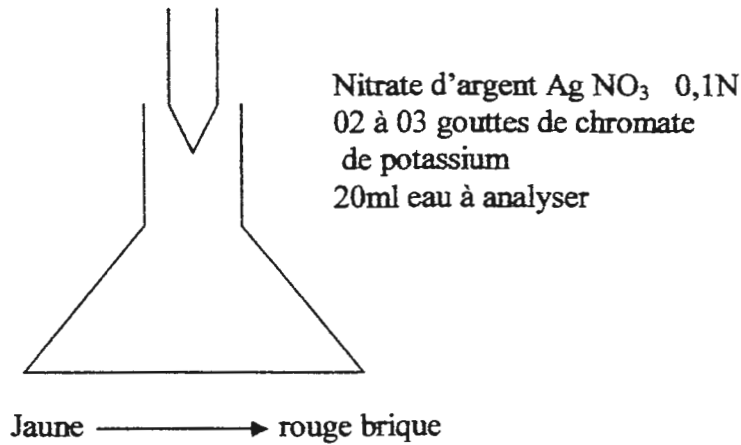 Nitrate d'argent Ag NO₃ 0,1N
02 à 03 gouttes de chromate
de potassium
20ml eau à analyser
Jaune → rouge brique